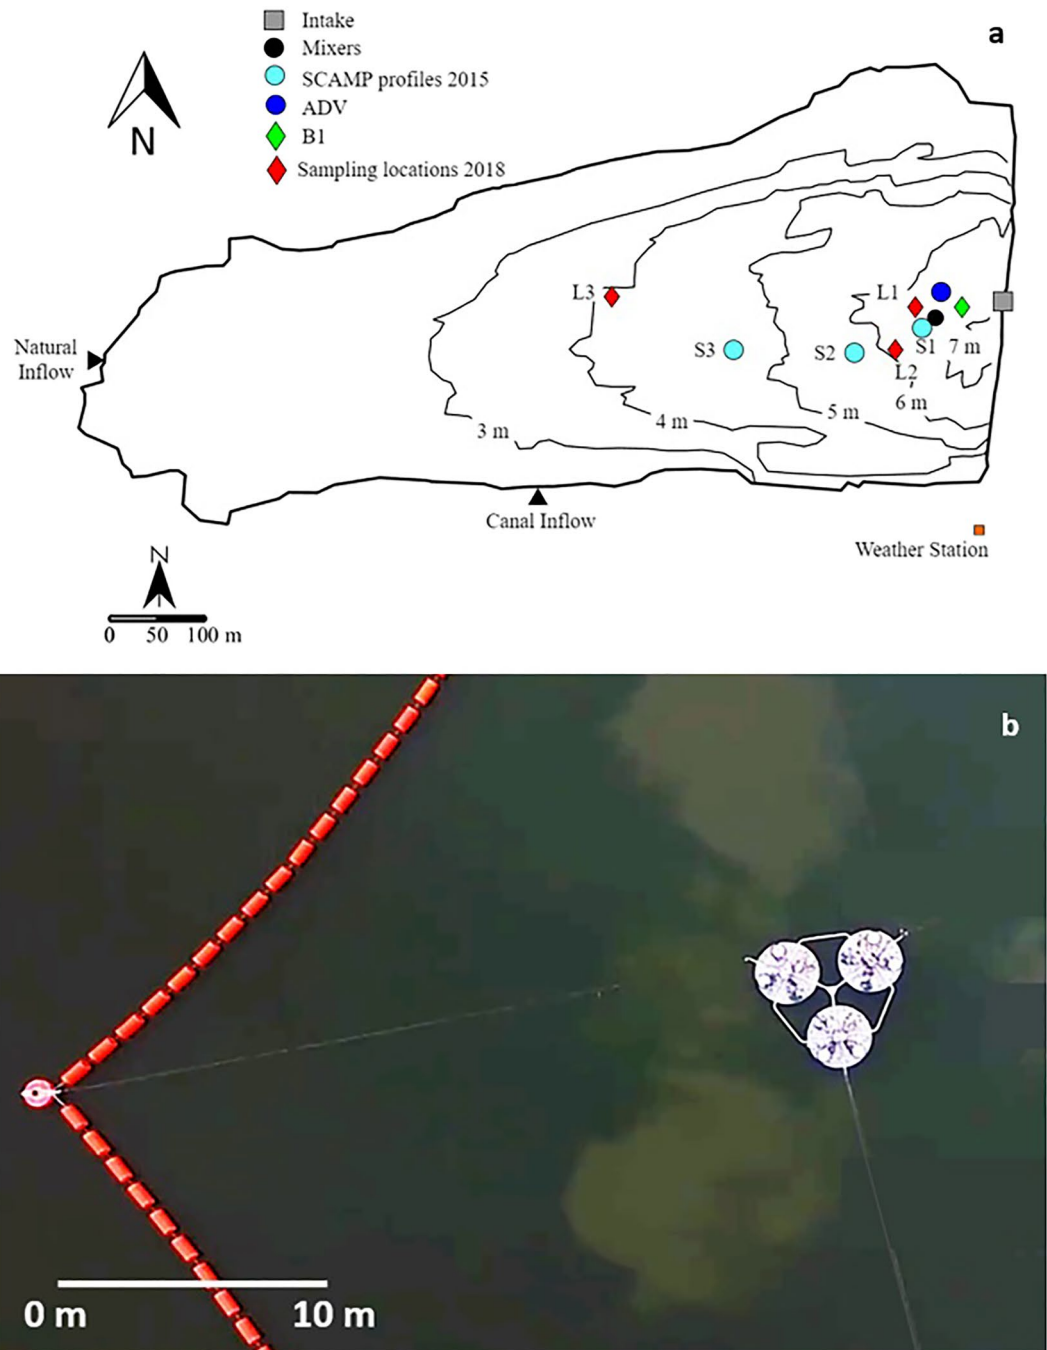 Intake
a
Mixers
SCAMP profiles 2015
ADV
B1
Sampling locations 2018
N
L3
L1
Natural
Inflow
S3
S2
S1
7 m
L2
6 m
5 m
4 m
3 m
Canal Inflow
Weather Station
N
0 50 100 m
b
0 m 10 m